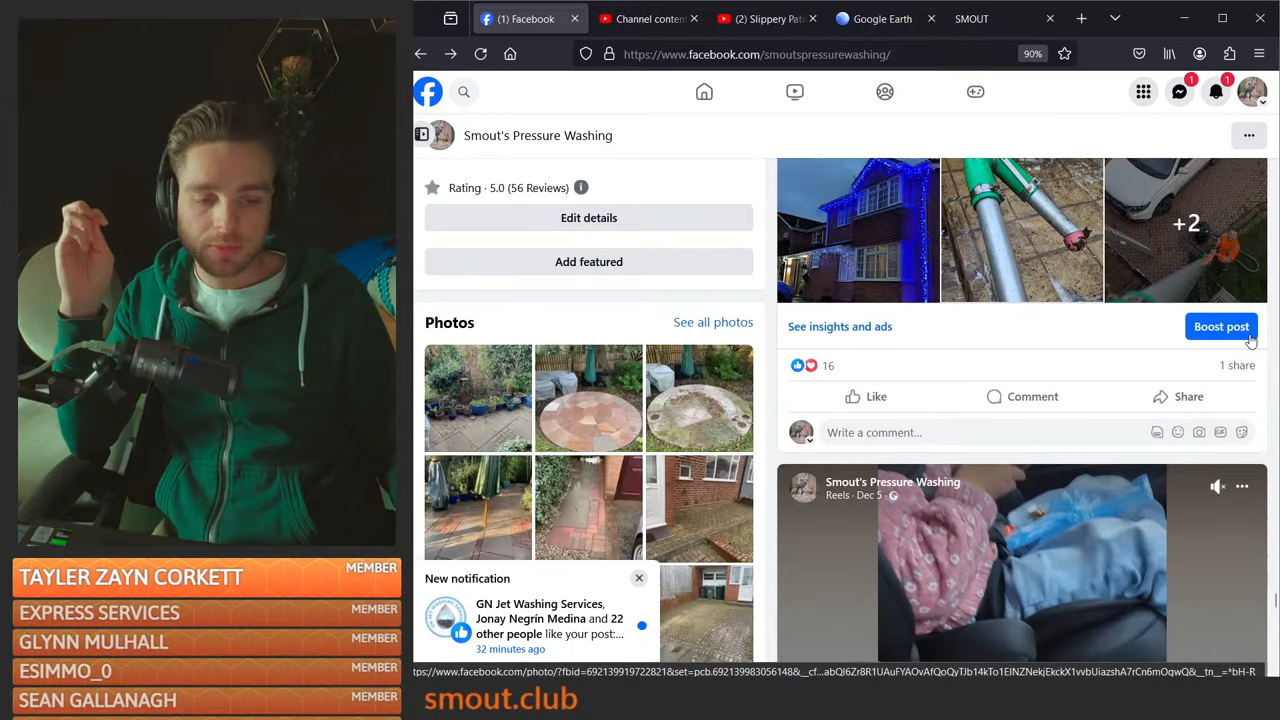 (1) Facebook
Channel conten
(2) Slippery Pati
Google Earth
SMOUT
https://www.facebook.com/smoutspressurewashing/
90%
1
1
Smout's Pressure Washing
Rating · 5.0 (56 Reviews)
Edit details
Add featured
Photos
See all photos
+2
See insights and ads
Boost post
16
1 share
Like
Comment
Share
Write a comment...
Smout's Pressure Washing
Reels · Dec 5 ·
New notification
GN Jet Washing Services,
Jonay Negrín Medina and 22
other people like your post:...
32 minutes ago
TAYLER ZAYN CORKETT MEMBER
EXPRESS SERVICES MEMBER
GLYNN MULHALL MEMBER
ESIMMO_0 MEMBER
SEAN GALLANAGH MEMBER
smout.club